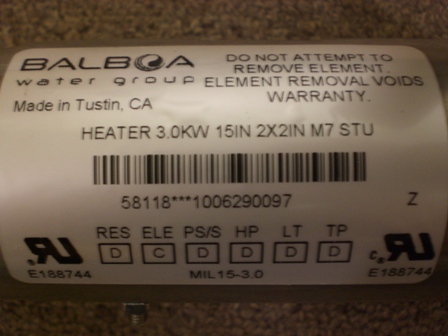 BALBOA
water group
Made in Tustin, CA
DO NOT ATTEMPT TO
REMOVE ELEMENT.
ELEMENT REMOVAL VOIDS
WARRANTY.
HEATER 3.0KW 15IN 2X2IN M7 STU
58118***1006290097
Z
RES ELE PS/S HP LT TP
D C D D D D
E188744
MIL15-3.0
E188744